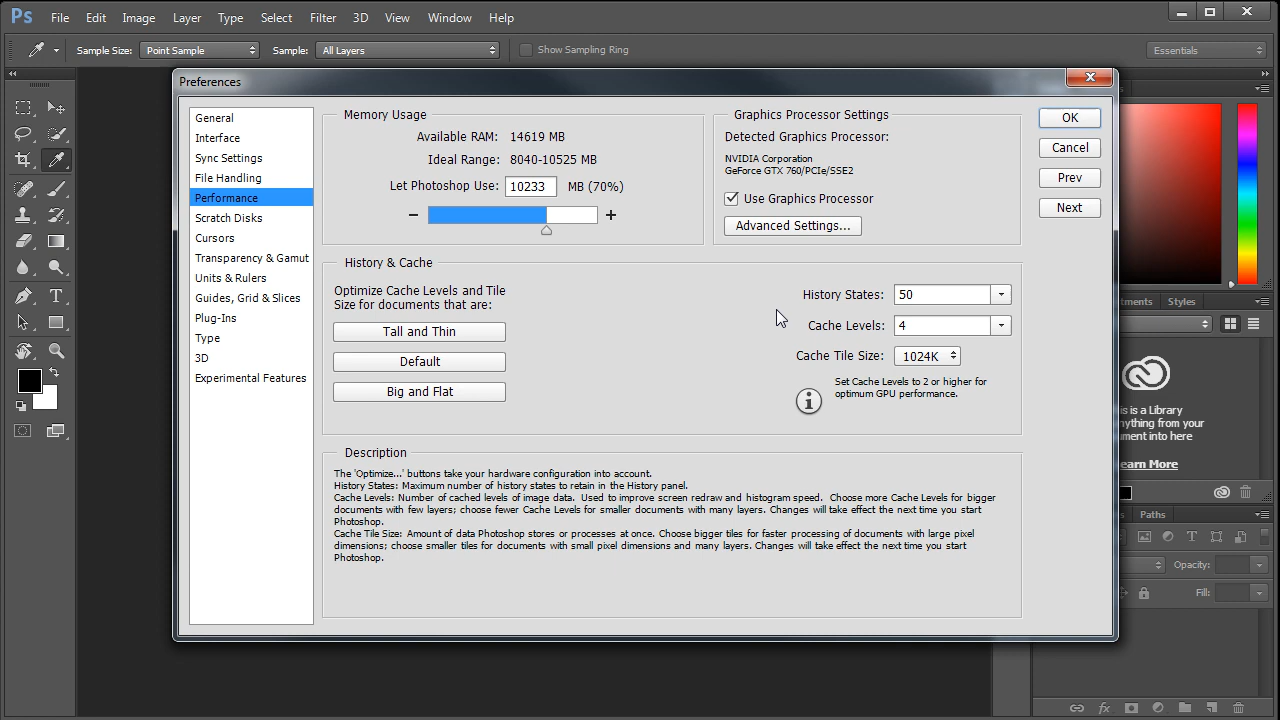 Ps File Edit Image Layer Type Select Filter 3D View Window Help
Sample Size: Point Sample Sample: All Layers Show Sampling Ring Essentials
Preferences
General
Interface
Sync Settings
File Handling
Performance
Scratch Disks
Cursors
Transparency & Gamut
Units & Rulers
Guides, Grid & Slices
Plug-Ins
Type
3D
Experimental Features
Memory Usage
Available RAM: 14619 MB
Ideal Range: 8040-10525 MB
Let Photoshop Use: 10233 MB (70%)
Graphics Processor Settings
Detected Graphics Processor:
NVIDIA Corporation
GeForce GTX 760/PCIe/SSE2
Use Graphics Processor
Advanced Settings...
OK
Cancel
Prev
Next
History & Cache
Optimize Cache Levels and Tile
Size for documents that are:
Tall and Thin
Default
Big and Flat
History States: 50
Cache Levels: 4
Cache Tile Size: 1024K
Set Cache Levels to 2 or higher for
optimum GPU performance.
Description
The 'Optimize...' buttons take your hardware configuration into account.
History States: Maximum number of history states to retain in the History panel.
Cache Levels: Number of cached levels of image data. Used to improve screen redraw and histogram speed. Choose more Cache Levels for bigger
documents with few layers; choose fewer Cache Levels for smaller documents with many layers. Changes will take effect the next time you start
Photoshop.
Cache Tile Size: Amount of data Photoshop stores or processes at once. Choose bigger tiles for faster processing of documents with large pixel
dimensions; choose smaller tiles for documents with small pixel dimensions and many layers. Changes will take effect the next time you start
Photoshop.
Styles
is a Library
from your
into here
More
Paths
Opacity:
Fill:
fx